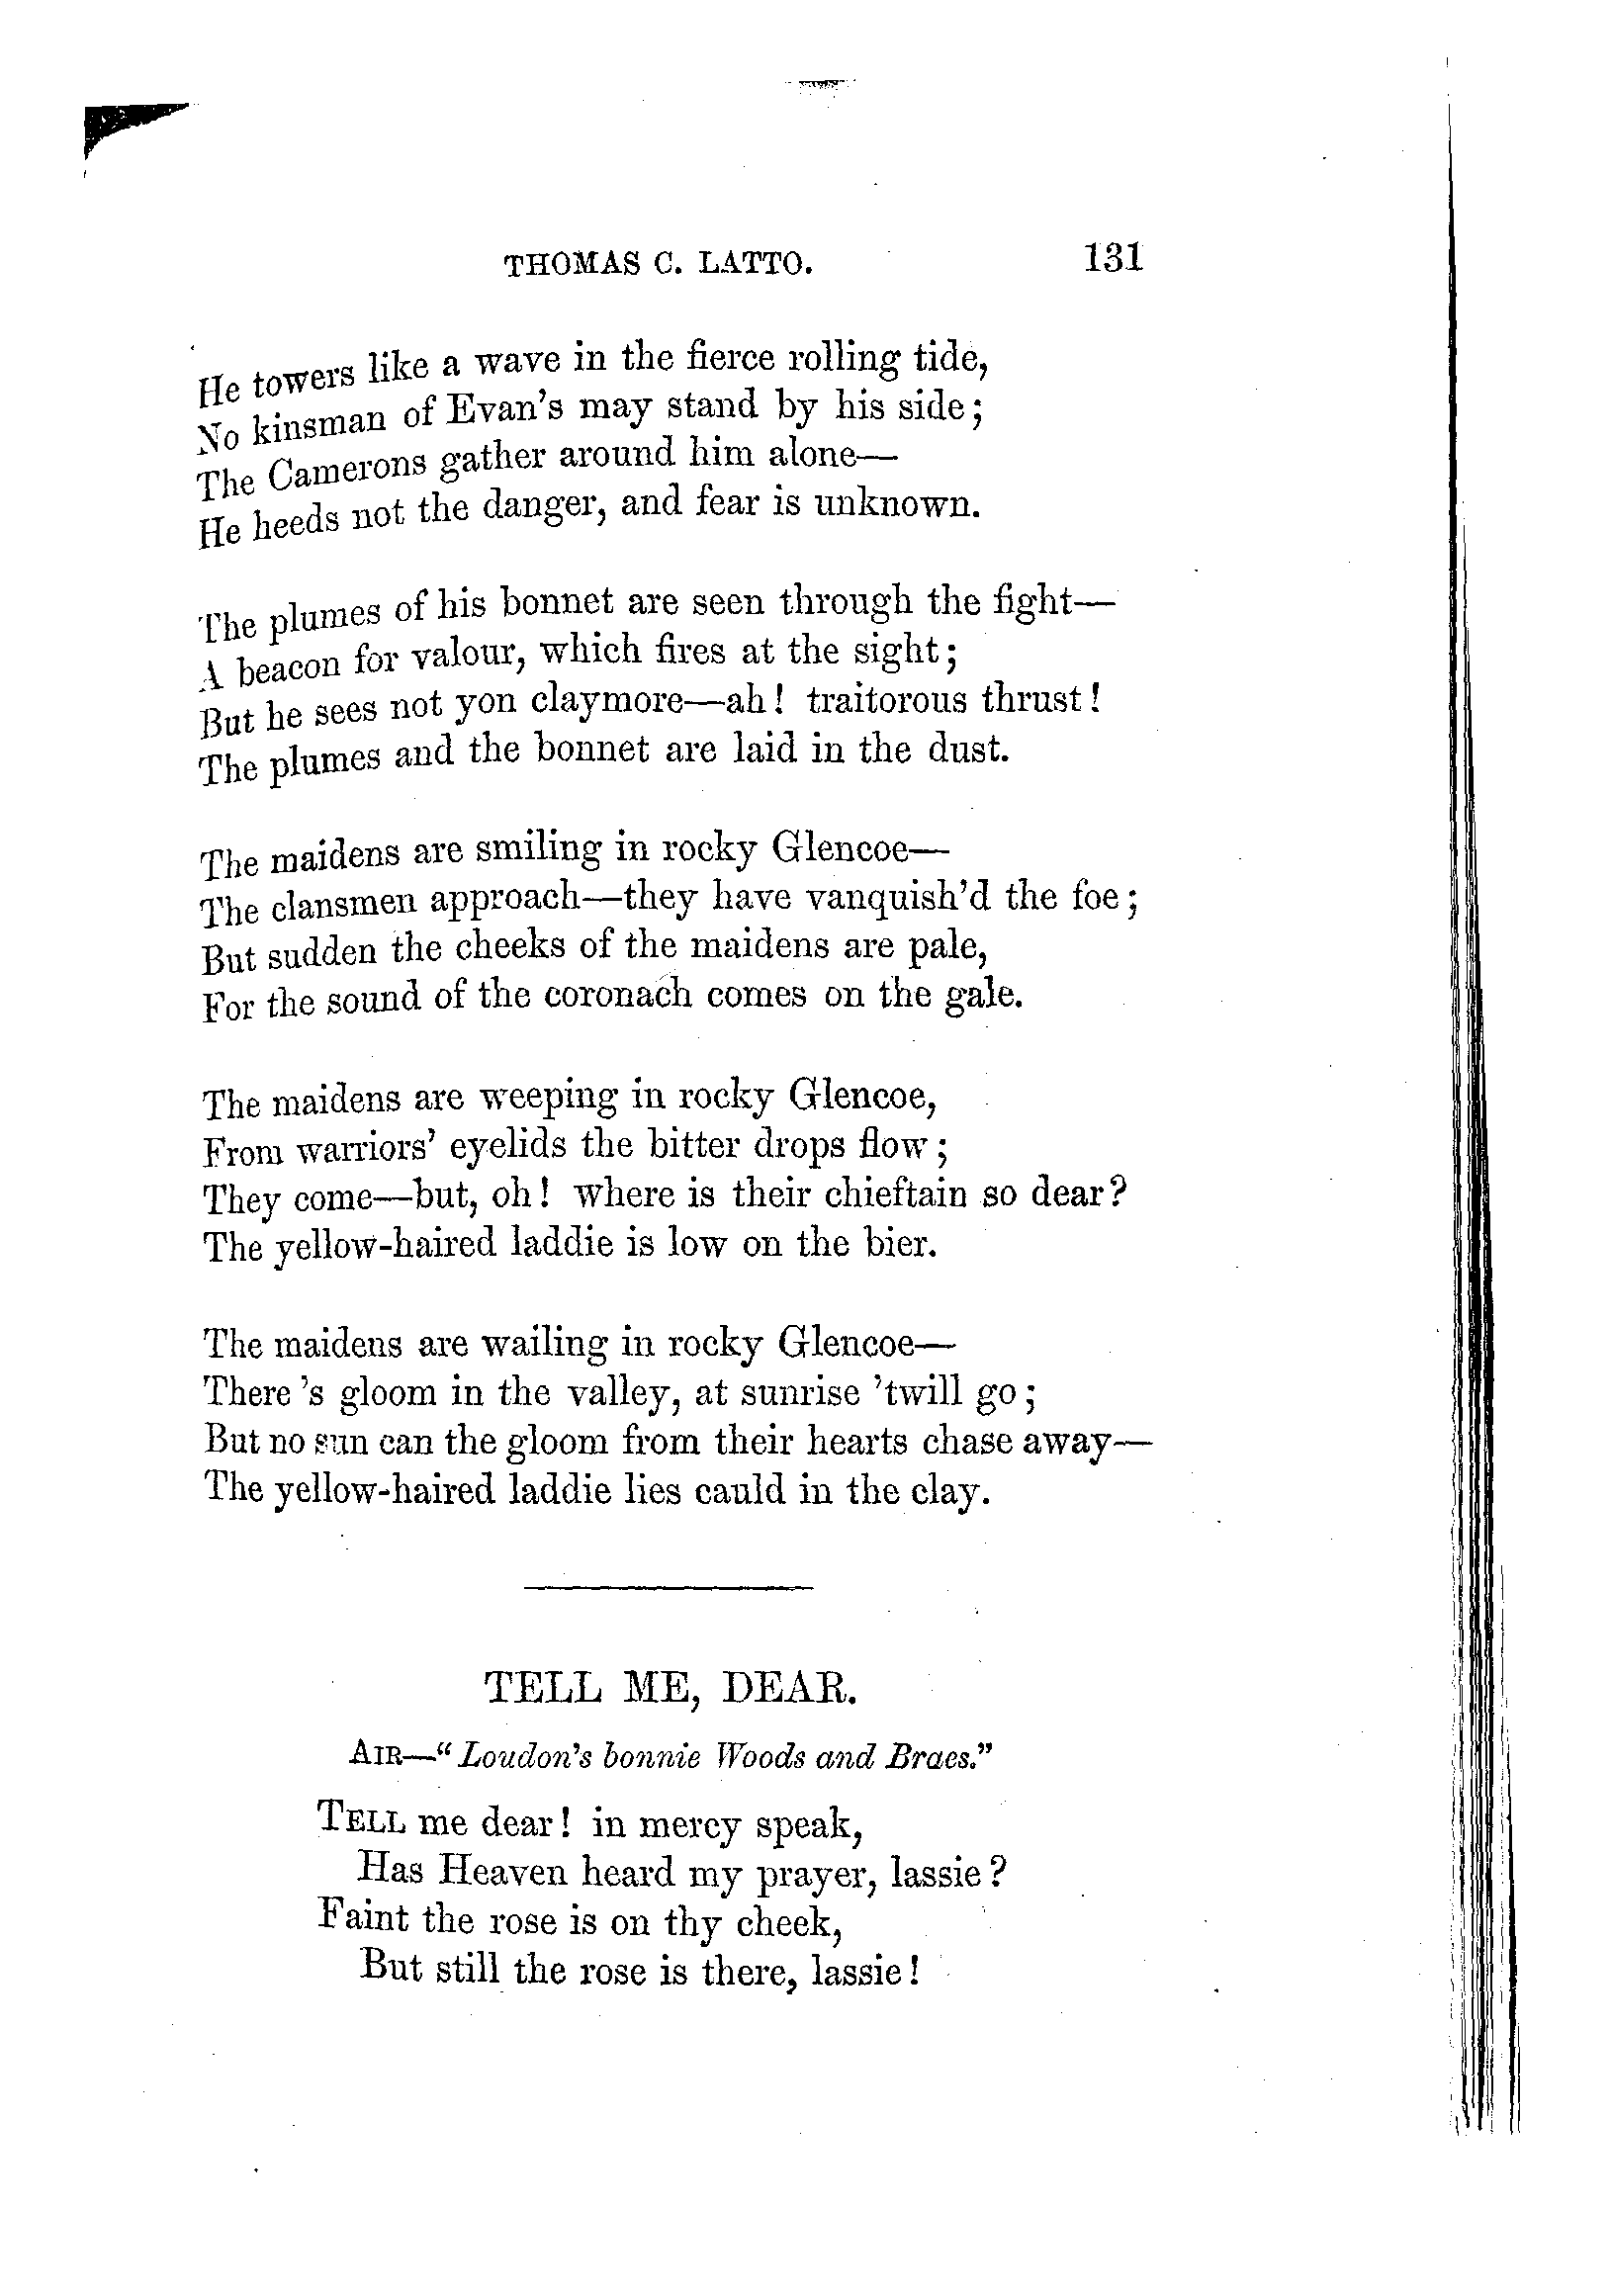 THOMAS C. LATTO. 131
He towers like a wave in the fierce rolling tide,
No kinsman of Evan's may stand by his side;
The Camerons gather around him alone—
He heeds not the danger, and fear is unknown.
The plumes of his bonnet are seen through the fight—
A beacon for valour, which fires at the sight;
But he sees not yon claymore—ah! traitorous thrust!
The plumes and the bonnet are laid in the dust.
The maidens are smiling in rocky Glencoe—
The clansmen approach—they have vanquish'd the foe;
But sudden the cheeks of the maidens are pale,
For the sound of the coronach comes on the gale.
The maidens are weeping in rocky Glencoe,
From warriors' eyelids the bitter drops flow;
They come—but, oh! where is their chieftain so dear?
The yellow-haired laddie is low on the bier.
The maidens are wailing in rocky Glencoe—
There 's gloom in the valley, at sunrise 'twill go;
But no sun can the gloom from their hearts chase away—
The yellow-haired laddie lies cauld in the clay.
TELL ME, DEAR.
AIR—"Loudon's bonnie Woods and Braes."
TELL me dear! in mercy speak,
Has Heaven heard my prayer, lassie?
Faint the rose is on thy cheek,
But still the rose is there, lassie!